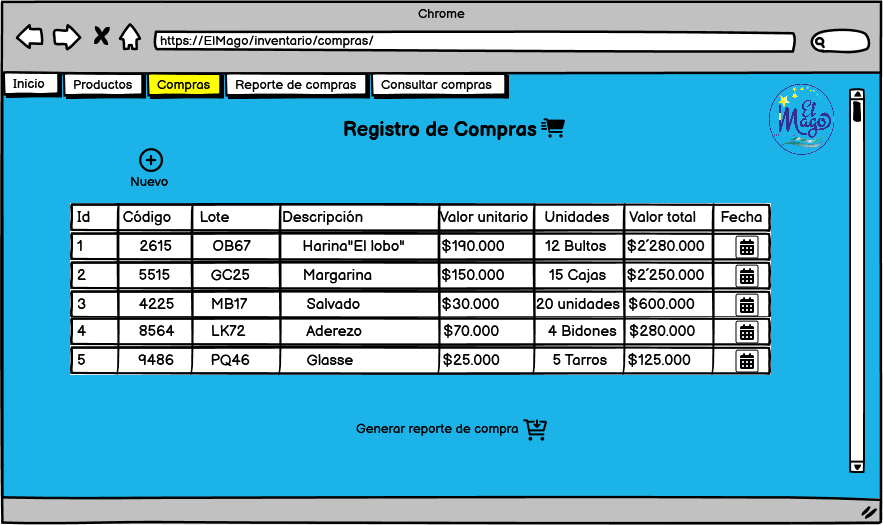 Chrome
https://ElMago/inventario/compras/
Inicio Productos Compras Reporte de compras Consultar compras
El Mago
Registro de Compras
Nuevo
Id Código Lote Descripción Valor unitario Unidades Valor total Fecha
1 2615 OB67 Harina"El lobo" $190.000 12 Bultos $2´280.000
2 5515 GC25 Margarina $150.000 15 Cajas $2´250.000
3 4225 MB17 Salvado $30.000 20 unidades $600.000
4 8564 LK72 Aderezo $70.000 4 Bidones $280.000
5 9486 PQ46 Glasse $25.000 5 Tarros $125.000
Generar reporte de compra